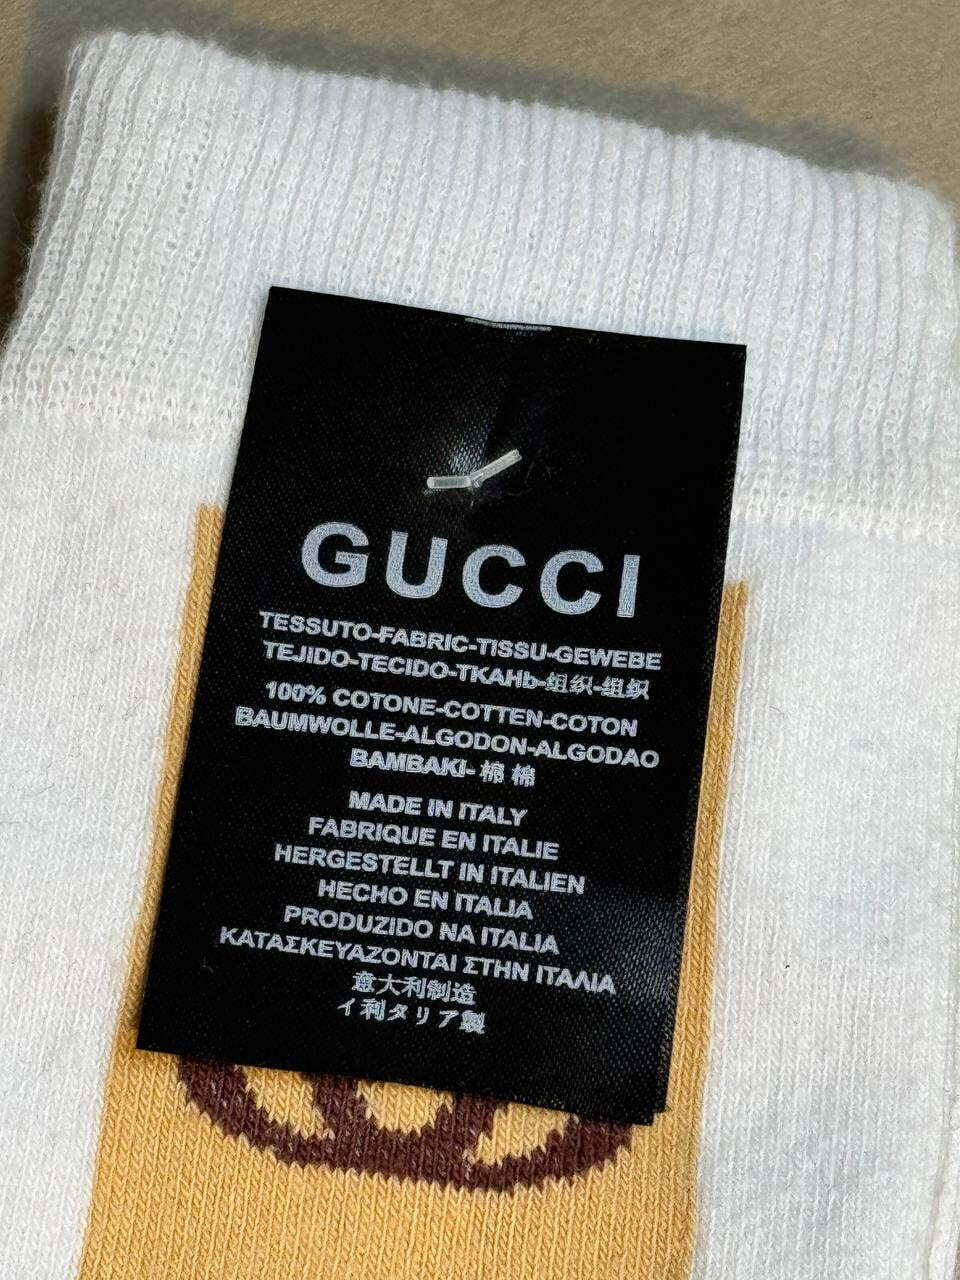 GUCCI
TESSUTO-FABRIC-TISSU-GEWEBE
TEJIDO-TECIDO-TKAHb-组织-组织
100% COTONE-COTTEN-COTON
BAUMWOLLE-ALGODON-ALGODAO
BAMBAKI-棉 棉
MADE IN ITALY
FABRIQUE EN ITALIE
HERGESTELLT IN ITALIEN
HECHO EN ITALIA
PRODUZIDO NA ITALIA
ΚΑΤΑΣΚΕΥΑΖΟΝΤΑΙ ΣΤΗΝ ΙΤΑΛΙΑ
意大利制造
イ利タリア製